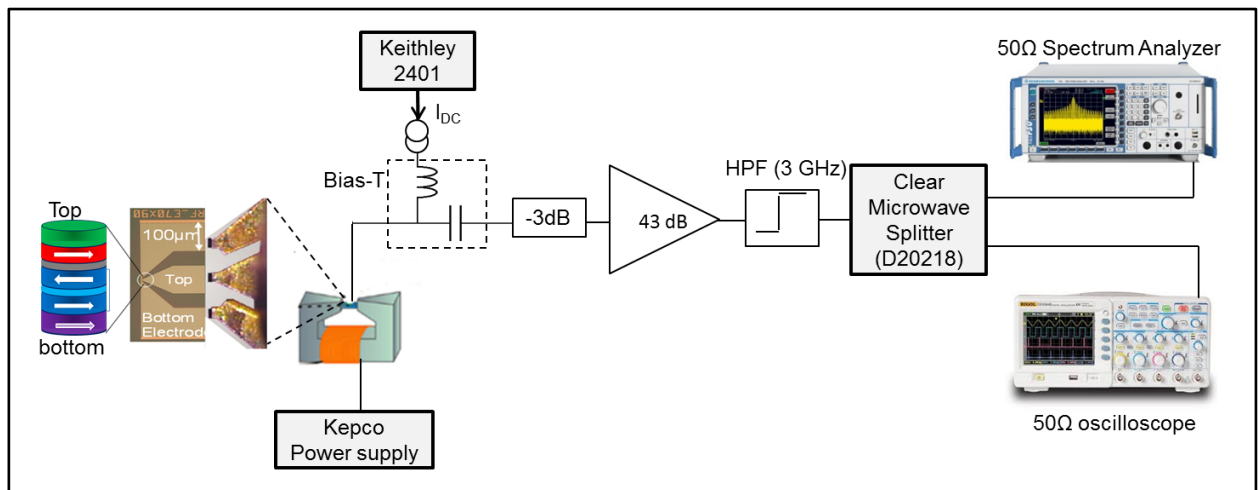 Keithley
2401
I_DC
Bias-T
50Ω Spectrum Analyzer
HPF (3 GHz)
-3dB
43 dB
Clear
Microwave
Splitter
(D20218)
Top
100μm
Top
Bottom
Electrod
bottom
Kepco
Power supply
50Ω oscilloscope